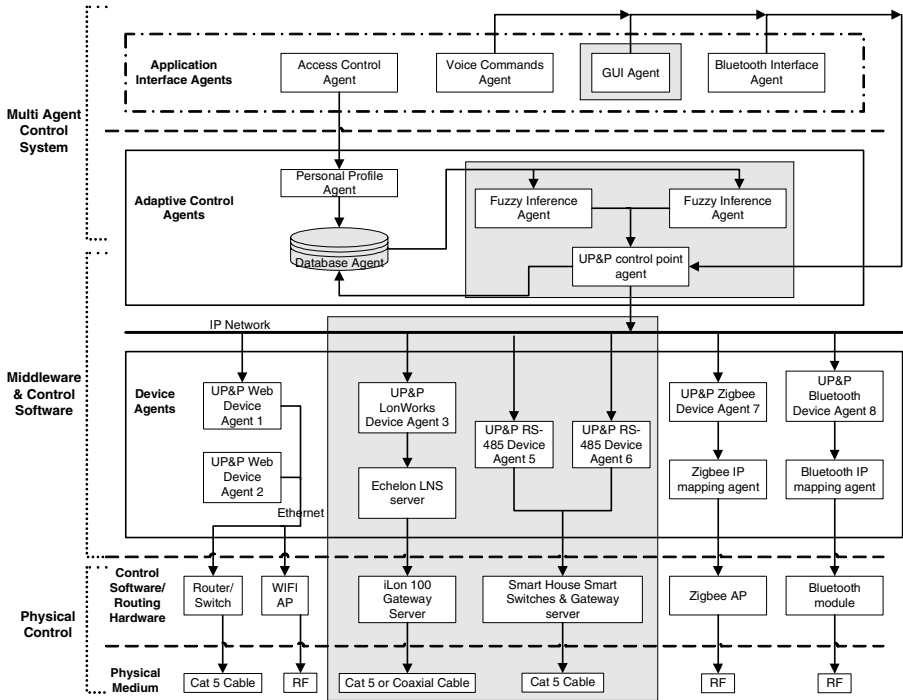 Application
Interface Agents
Access Control
Agent
Voice Commands
Agent
GUI Agent
Bluetooth Interface
Agent
Multi Agent
Control
System
Adaptive Control
Agents
Personal Profile
Agent
Database Agent
Fuzzy Inference
Agent
Fuzzy Inference
Agent
UP&P control point
agent
IP Network
Middleware
& Control
Software
Device
Agents
UP&P Web
Device
Agent 1
UP&P Web
Device
Agent 2
Ethernet
UP&P
LonWorks
Device Agent 3
Echelon LNS
server
UP&P RS-
485 Device
Agent 5
UP&P RS-
485 Device
Agent 6
UP&P Zigbee
Device Agent 7
Zigbee IP
mapping agent
UP&P
Bluetooth
Device Agent 8
Bluetooth IP
mapping agent
Physical
Control
Control
Software/
Routing
Hardware
Router/
Switch
WIFI
AP
iLon 100
Gateway
Server
Smart House Smart
Switches & Gateway
server
Zigbee AP
Bluetooth
module
Physical
Medium
Cat 5 Cable
RF
Cat 5 or Coaxial Cable
Cat 5 Cable
RF
RF